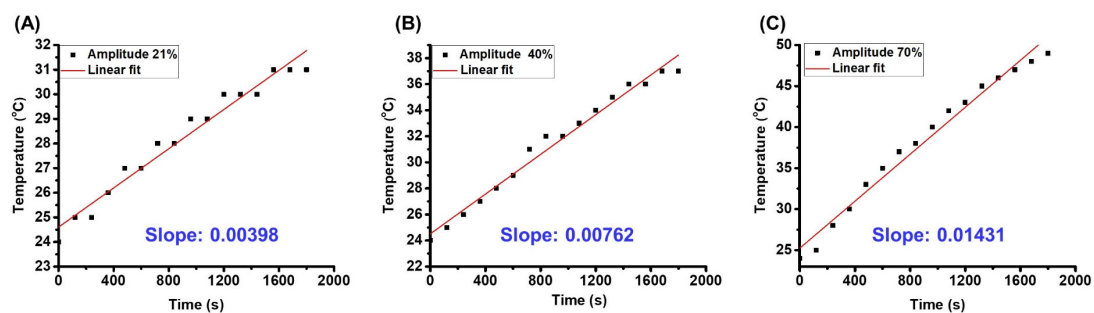 (A)
Amplitude 21%
Linear fit
32
31
30
29
28
27
26
25
24
23
22
Temperature (°C)
Slope: 0.00398
0 400 800 1200 1600 2000
Time (s)
(B)
Amplitude 40%
Linear fit
38
36
34
32
30
28
26
24
22
Temperature (°C)
Slope: 0.00762
0 400 800 1200 1600 2000
Time (s)
(C)
Amplitude 70%
Linear fit
50
45
40
35
30
25
Temperature (°C)
Slope: 0.01431
0 400 800 1200 1600 2000
Time (s)